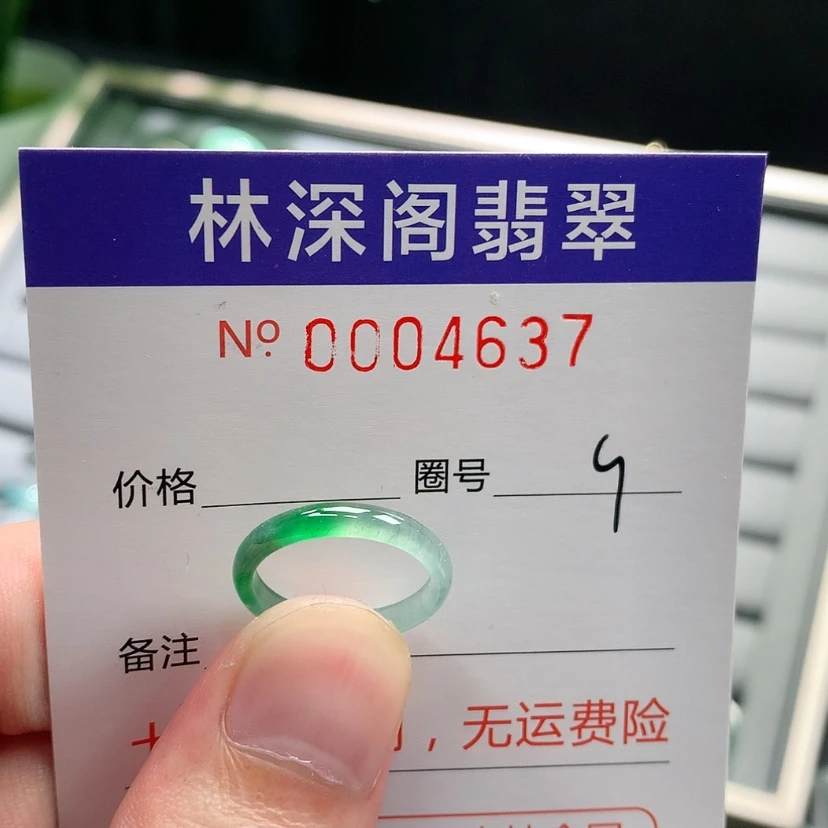 林深阁翡翠
Nº 0004637
价格 圈号 9
备注
，无运费险